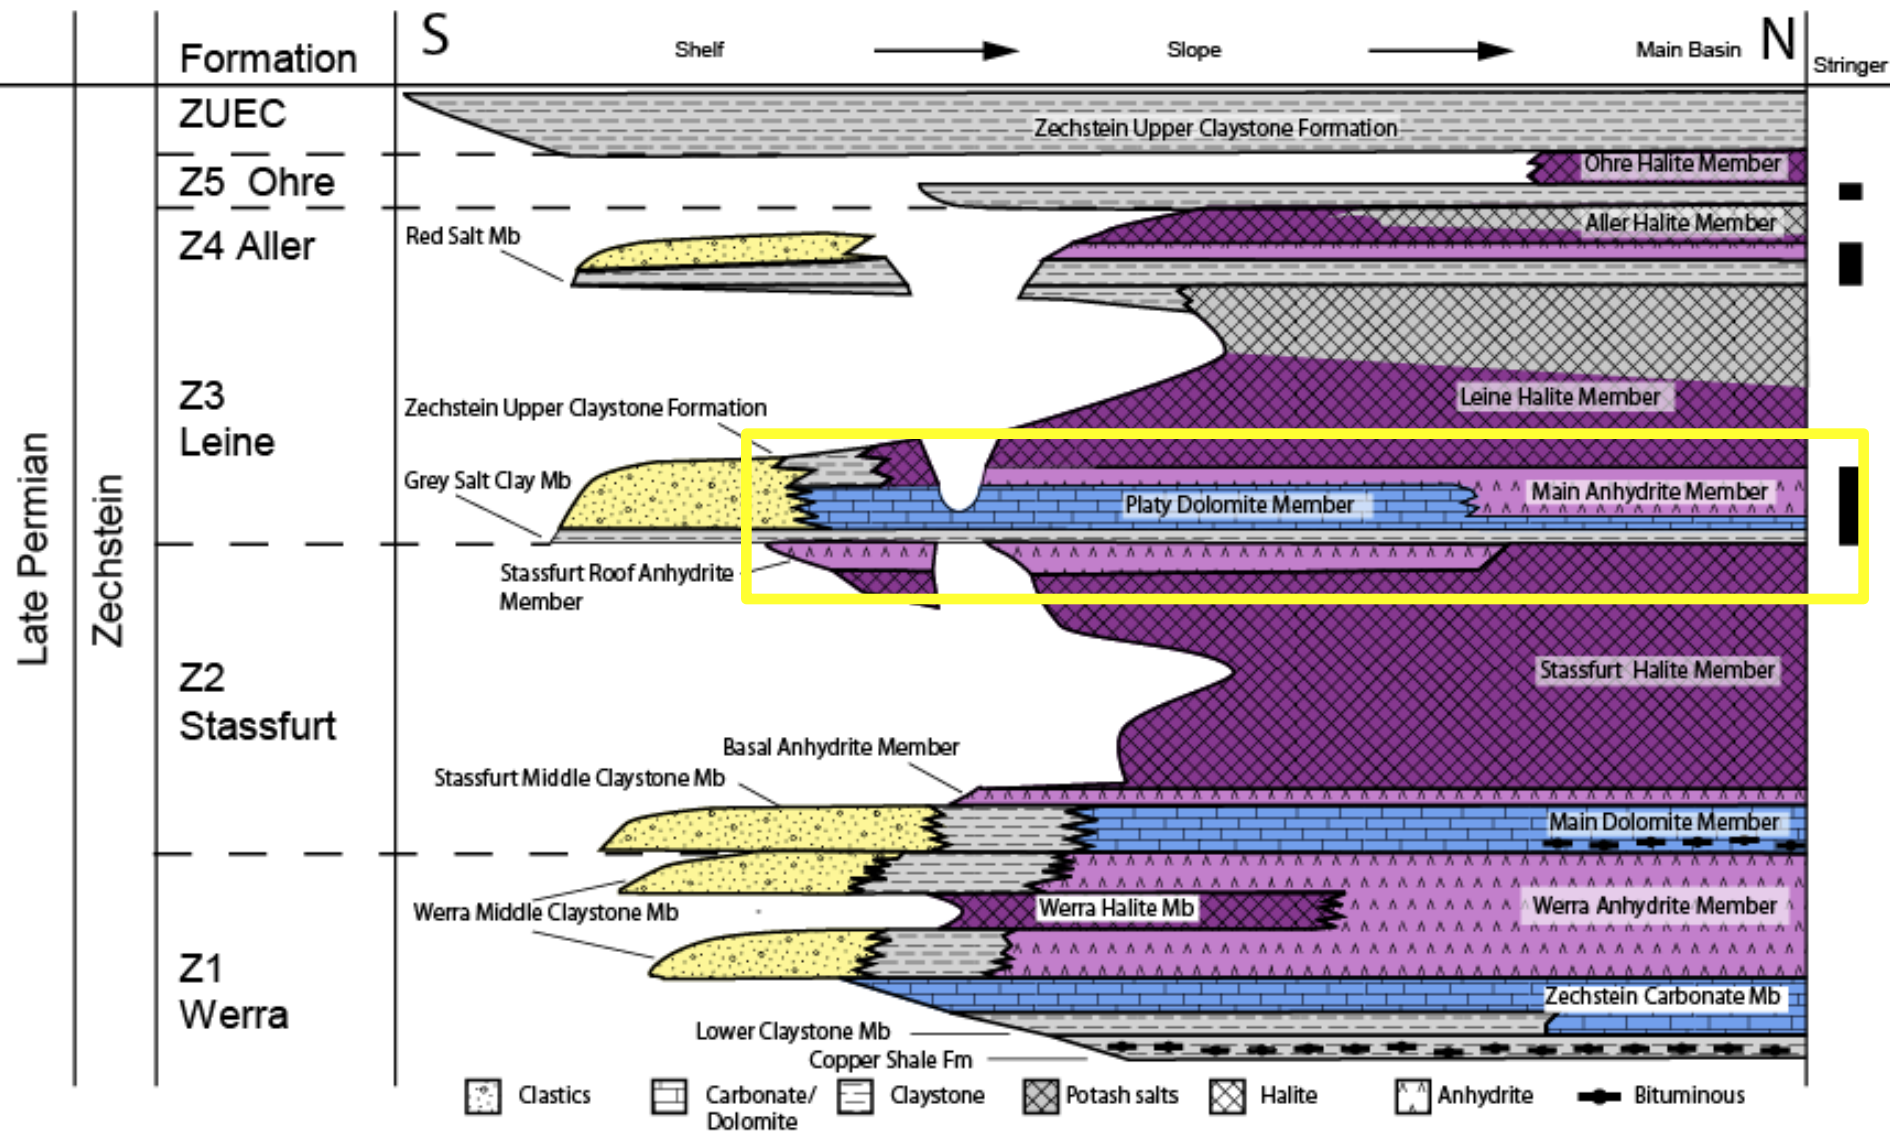 Formation
S
Shelf
Slope
Main Basin
N
Stringer
Late Permian
Zechstein
ZUEC
Zechstein Upper Claystone Formation
Z5 Ohre
Ohre Halite Member
Z4 Aller
Red Salt Mb
Aller Halite Member
Z3
Leine
Leine Halite Member
Zechstein Upper Claystone Formation
Grey Salt Clay Mb
Platy Dolomite Member
Main Anhydrite Member
Stassfurt Roof Anhydrite
Member
Z2
Stassfurt
Stassfurt Halite Member
Basal Anhydrite Member
Stassfurt Middle Claystone Mb
Main Dolomite Member
Werra Middle Claystone Mb
Werra Halite Mb
Werra Anhydrite Member
Z1
Werra
Zechstein Carbonate Mb
Lower Claystone Mb
Copper Shale Fm
Clastics
Carbonate/
Dolomite
Claystone
Potash salts
Halite
Anhydrite
Bituminous